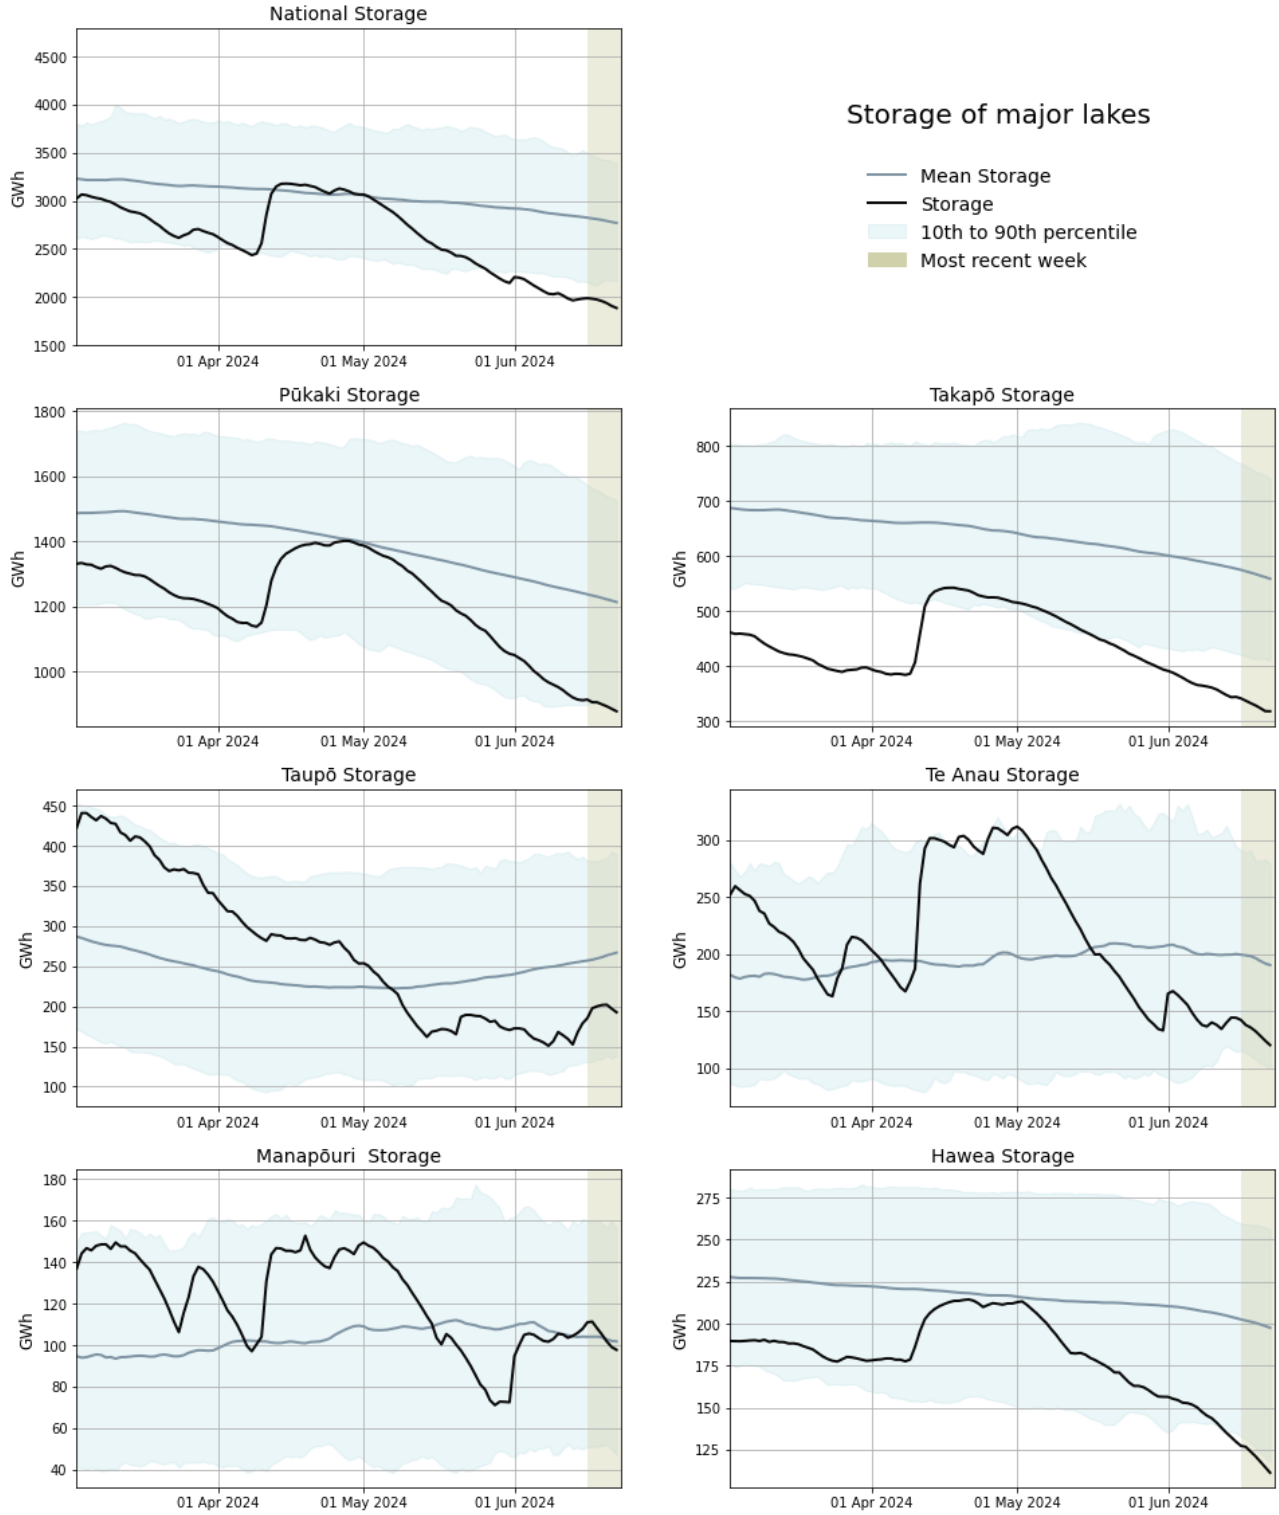 National Storage
4500
4000
3500
3000
2500
2000
1500
GWh
01 Apr 2024
01 May 2024
01 Jun 2024
Storage of major lakes
Mean Storage
Storage
10th to 90th percentile
Most recent week
Pūkaki Storage
1800
1600
1400
1200
1000
GWh
01 Apr 2024
01 May 2024
01 Jun 2024
Takapō Storage
800
700
600
500
400
300
GWh
01 Apr 2024
01 May 2024
01 Jun 2024
Taupō Storage
450
400
350
300
250
200
150
100
GWh
01 Apr 2024
01 May 2024
01 Jun 2024
Te Anau Storage
300
250
200
150
100
GWh
01 Apr 2024
01 May 2024
01 Jun 2024
Manapōuri  Storage
180
160
140
120
100
80
60
40
GWh
01 Apr 2024
01 May 2024
01 Jun 2024
Hawea Storage
275
250
225
200
175
150
125
GWh
01 Apr 2024
01 May 2024
01 Jun 2024